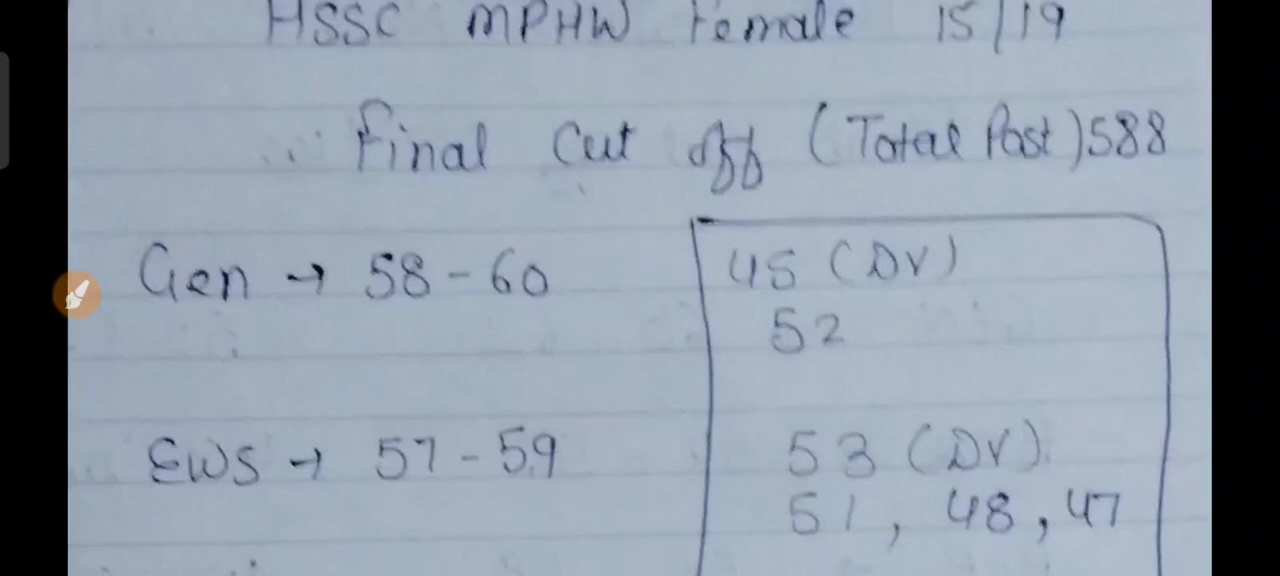 HSSC MPHW Female 15/19
Final Cut off (Total Post) 588
Gen → 58-60
45 (DV)
52
EWS → 57-59
53 (DV)
51, 48, 47